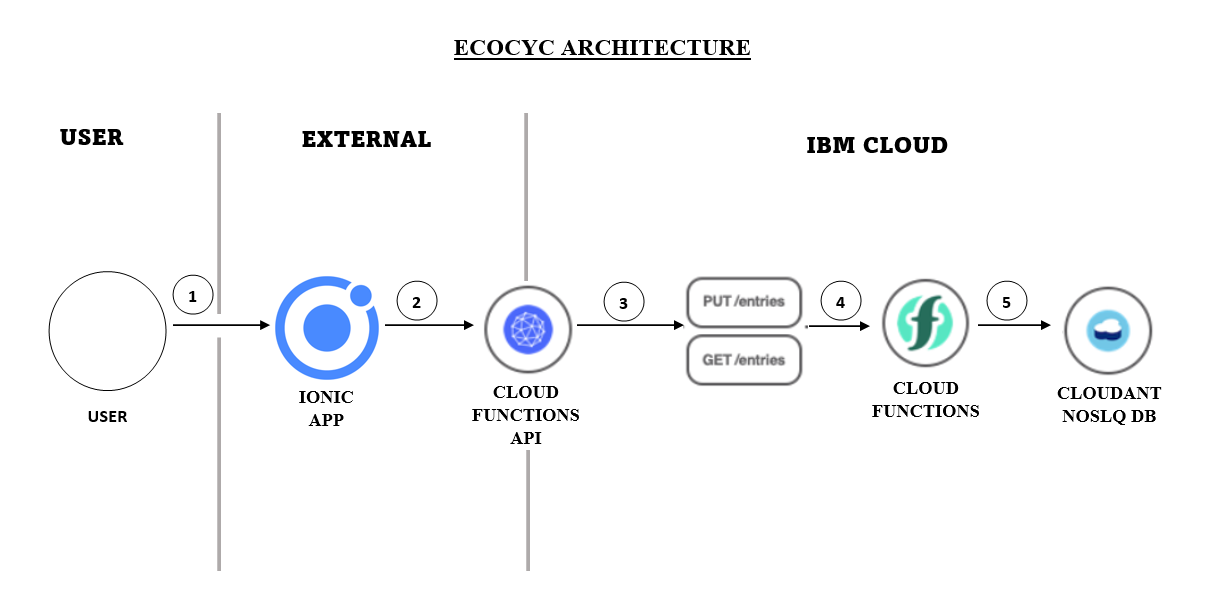 ECOCYC ARCHITECTURE
USER
EXTERNAL
IBM CLOUD
1
2
3
4
5
PUT /entries
GET /entries
USER
IONIC
APP
CLOUD
FUNCTIONS
API
CLOUD
FUNCTIONS
CLOUDANT
NOSLQ DB